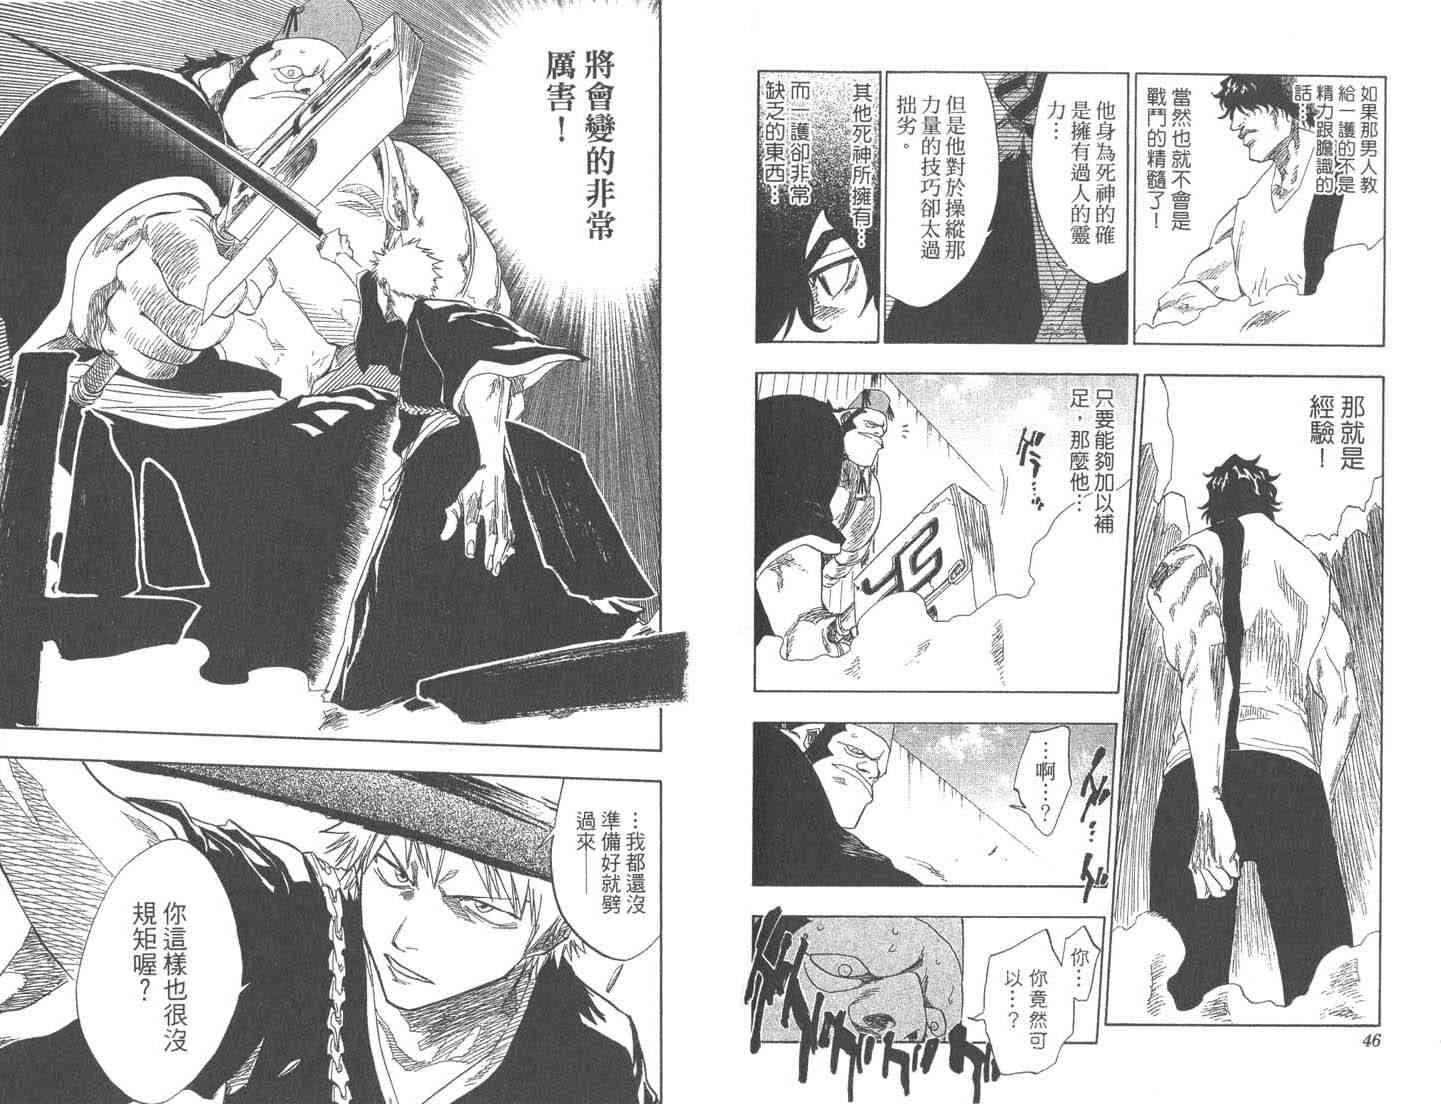 如果那男人教
給一護的不是
精力跟膽識的
話…
當然也就不會是
戰鬥的精髓了！
他身為死神的確
是擁有過人的靈
力…
但是他對於操縱那
力量的技巧卻太過
拙劣。
其他死神所擁有…
而一護卻非常
缺乏的東西…
那就是
經驗！
只要能夠加以補
足，那麼他…
…啊…？
你…
你竟然可
以…？
46
將會變的非常
厲害！
…我都還沒
準備好就劈
過來──
你這樣也很沒
規矩喔？